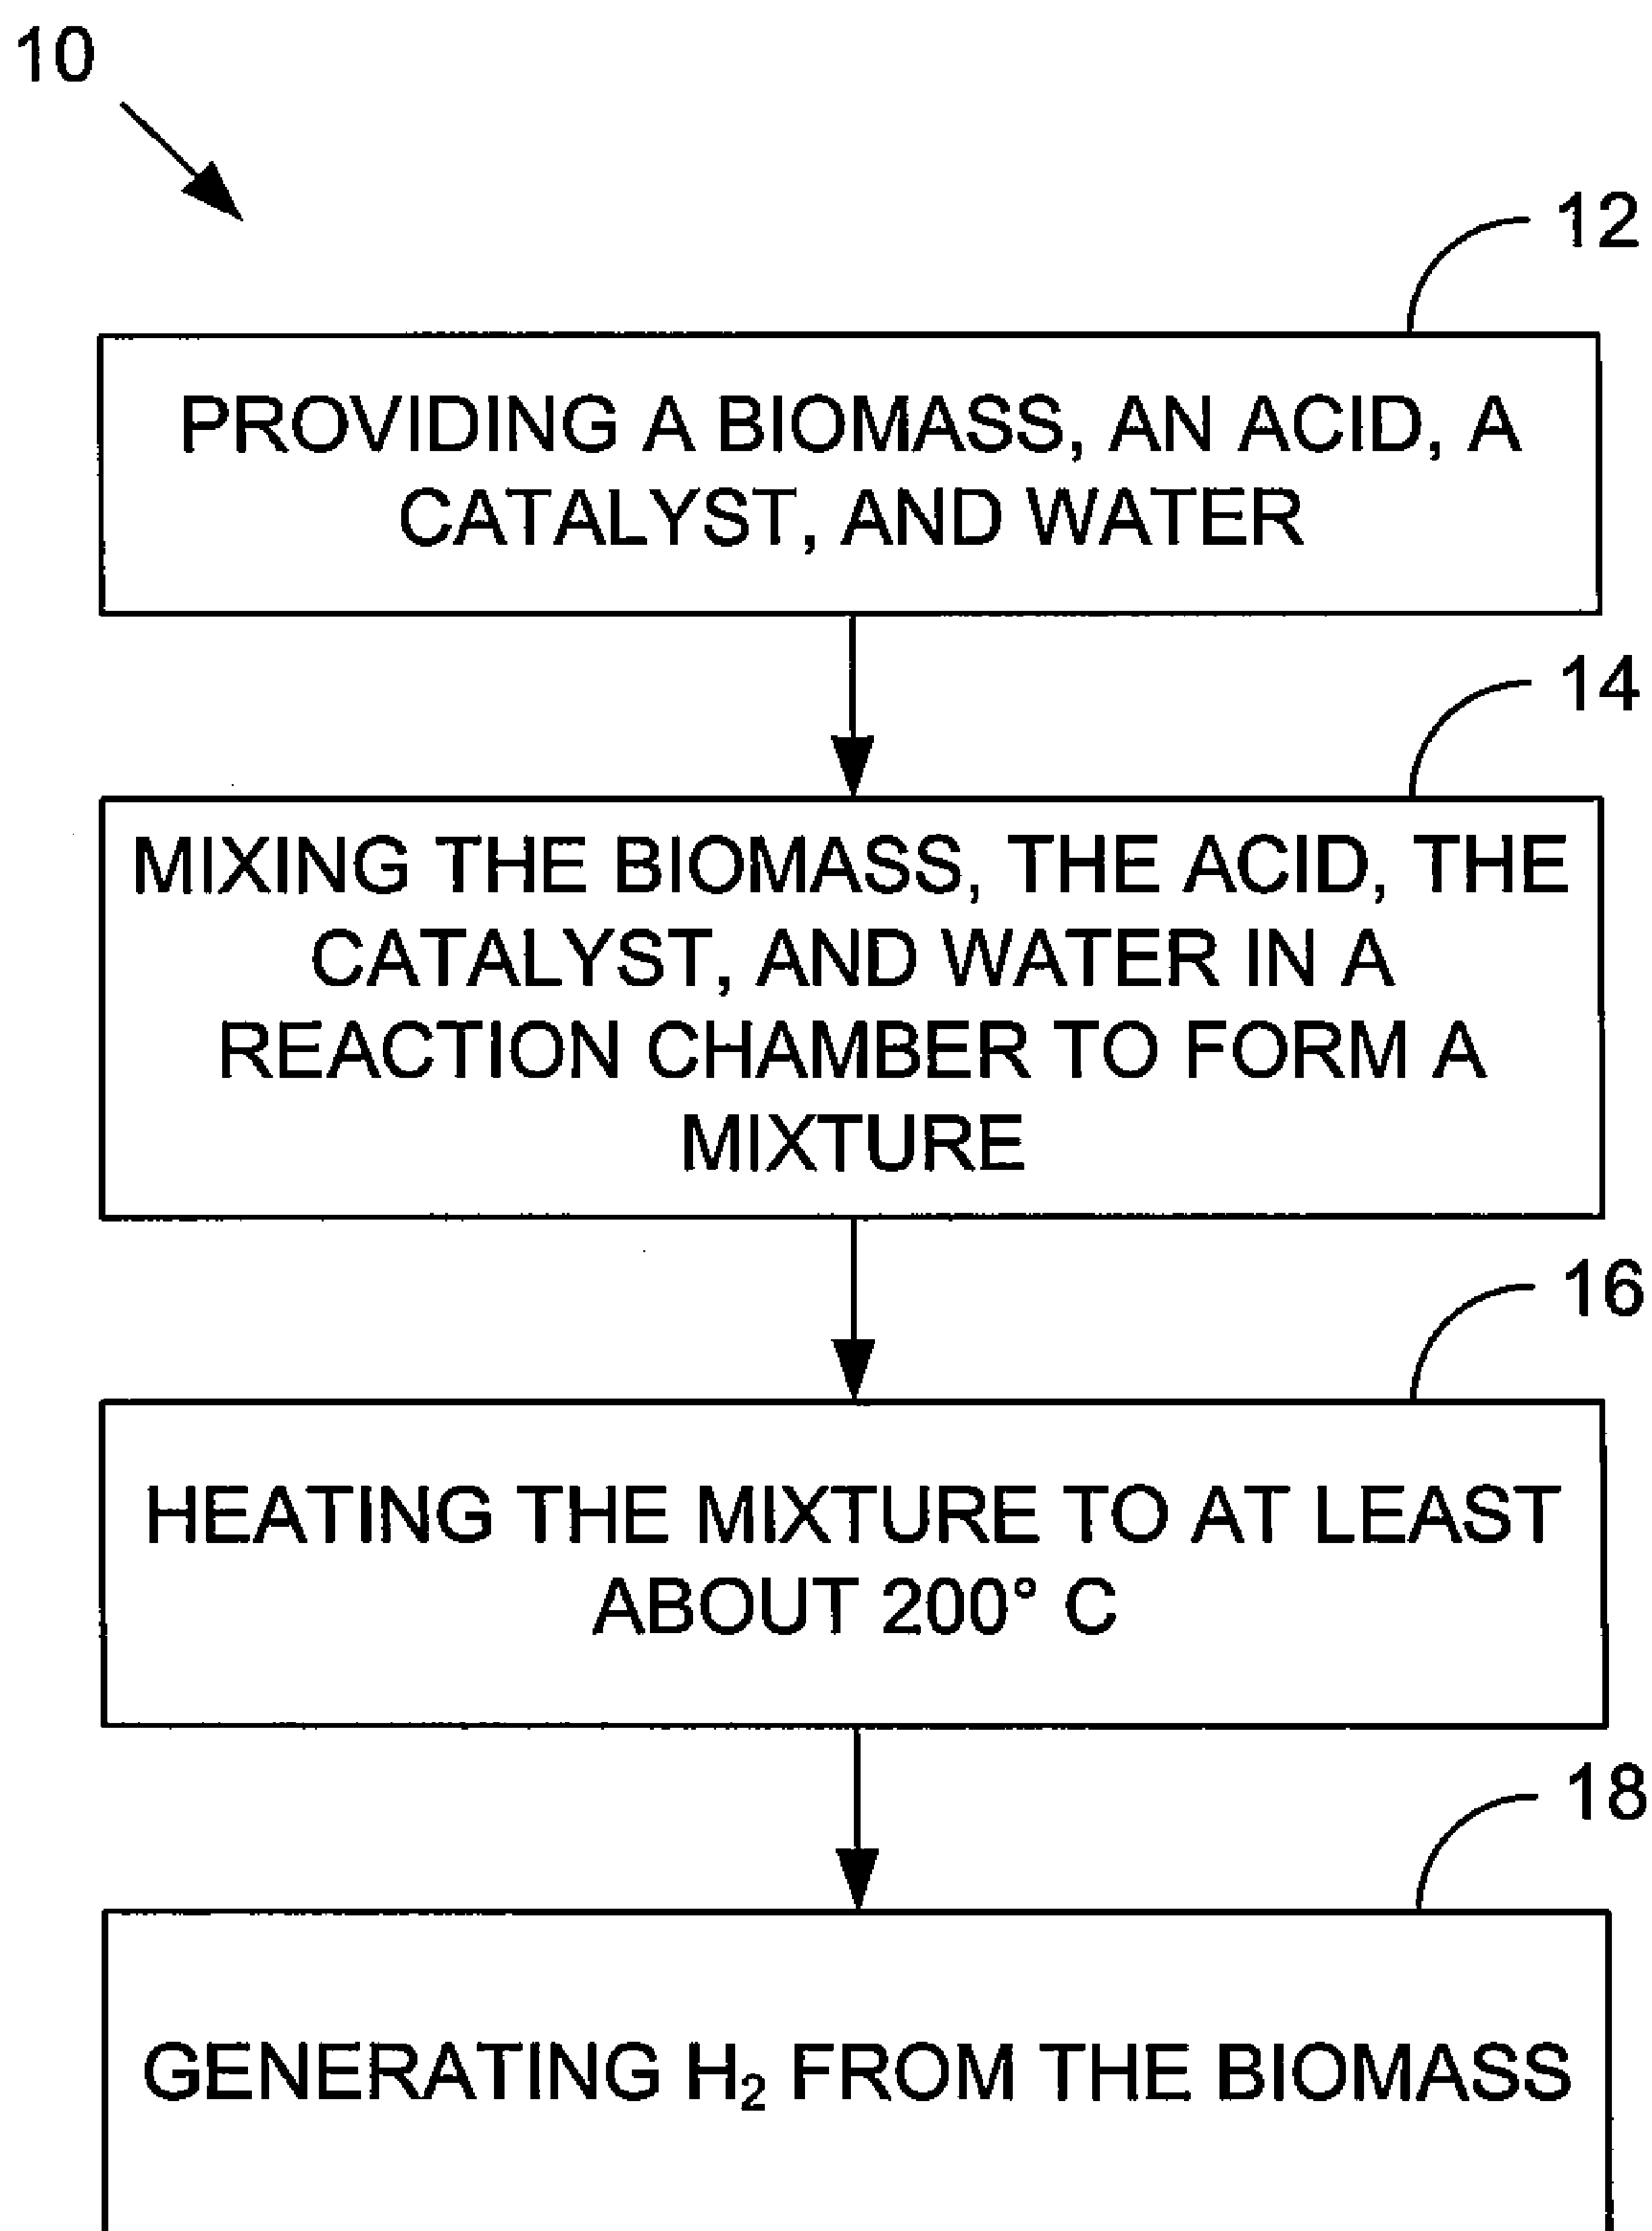 10
12
PROVIDING A BIOMASS, AN ACID, A
CATALYST, AND WATER
14
MIXING THE BIOMASS, THE ACID, THE
CATALYST, AND WATER IN A
REACTION CHAMBER TO FORM A
MIXTURE
16
HEATING THE MIXTURE TO AT LEAST
ABOUT 200° C
18
GENERATING H₂ FROM THE BIOMASS